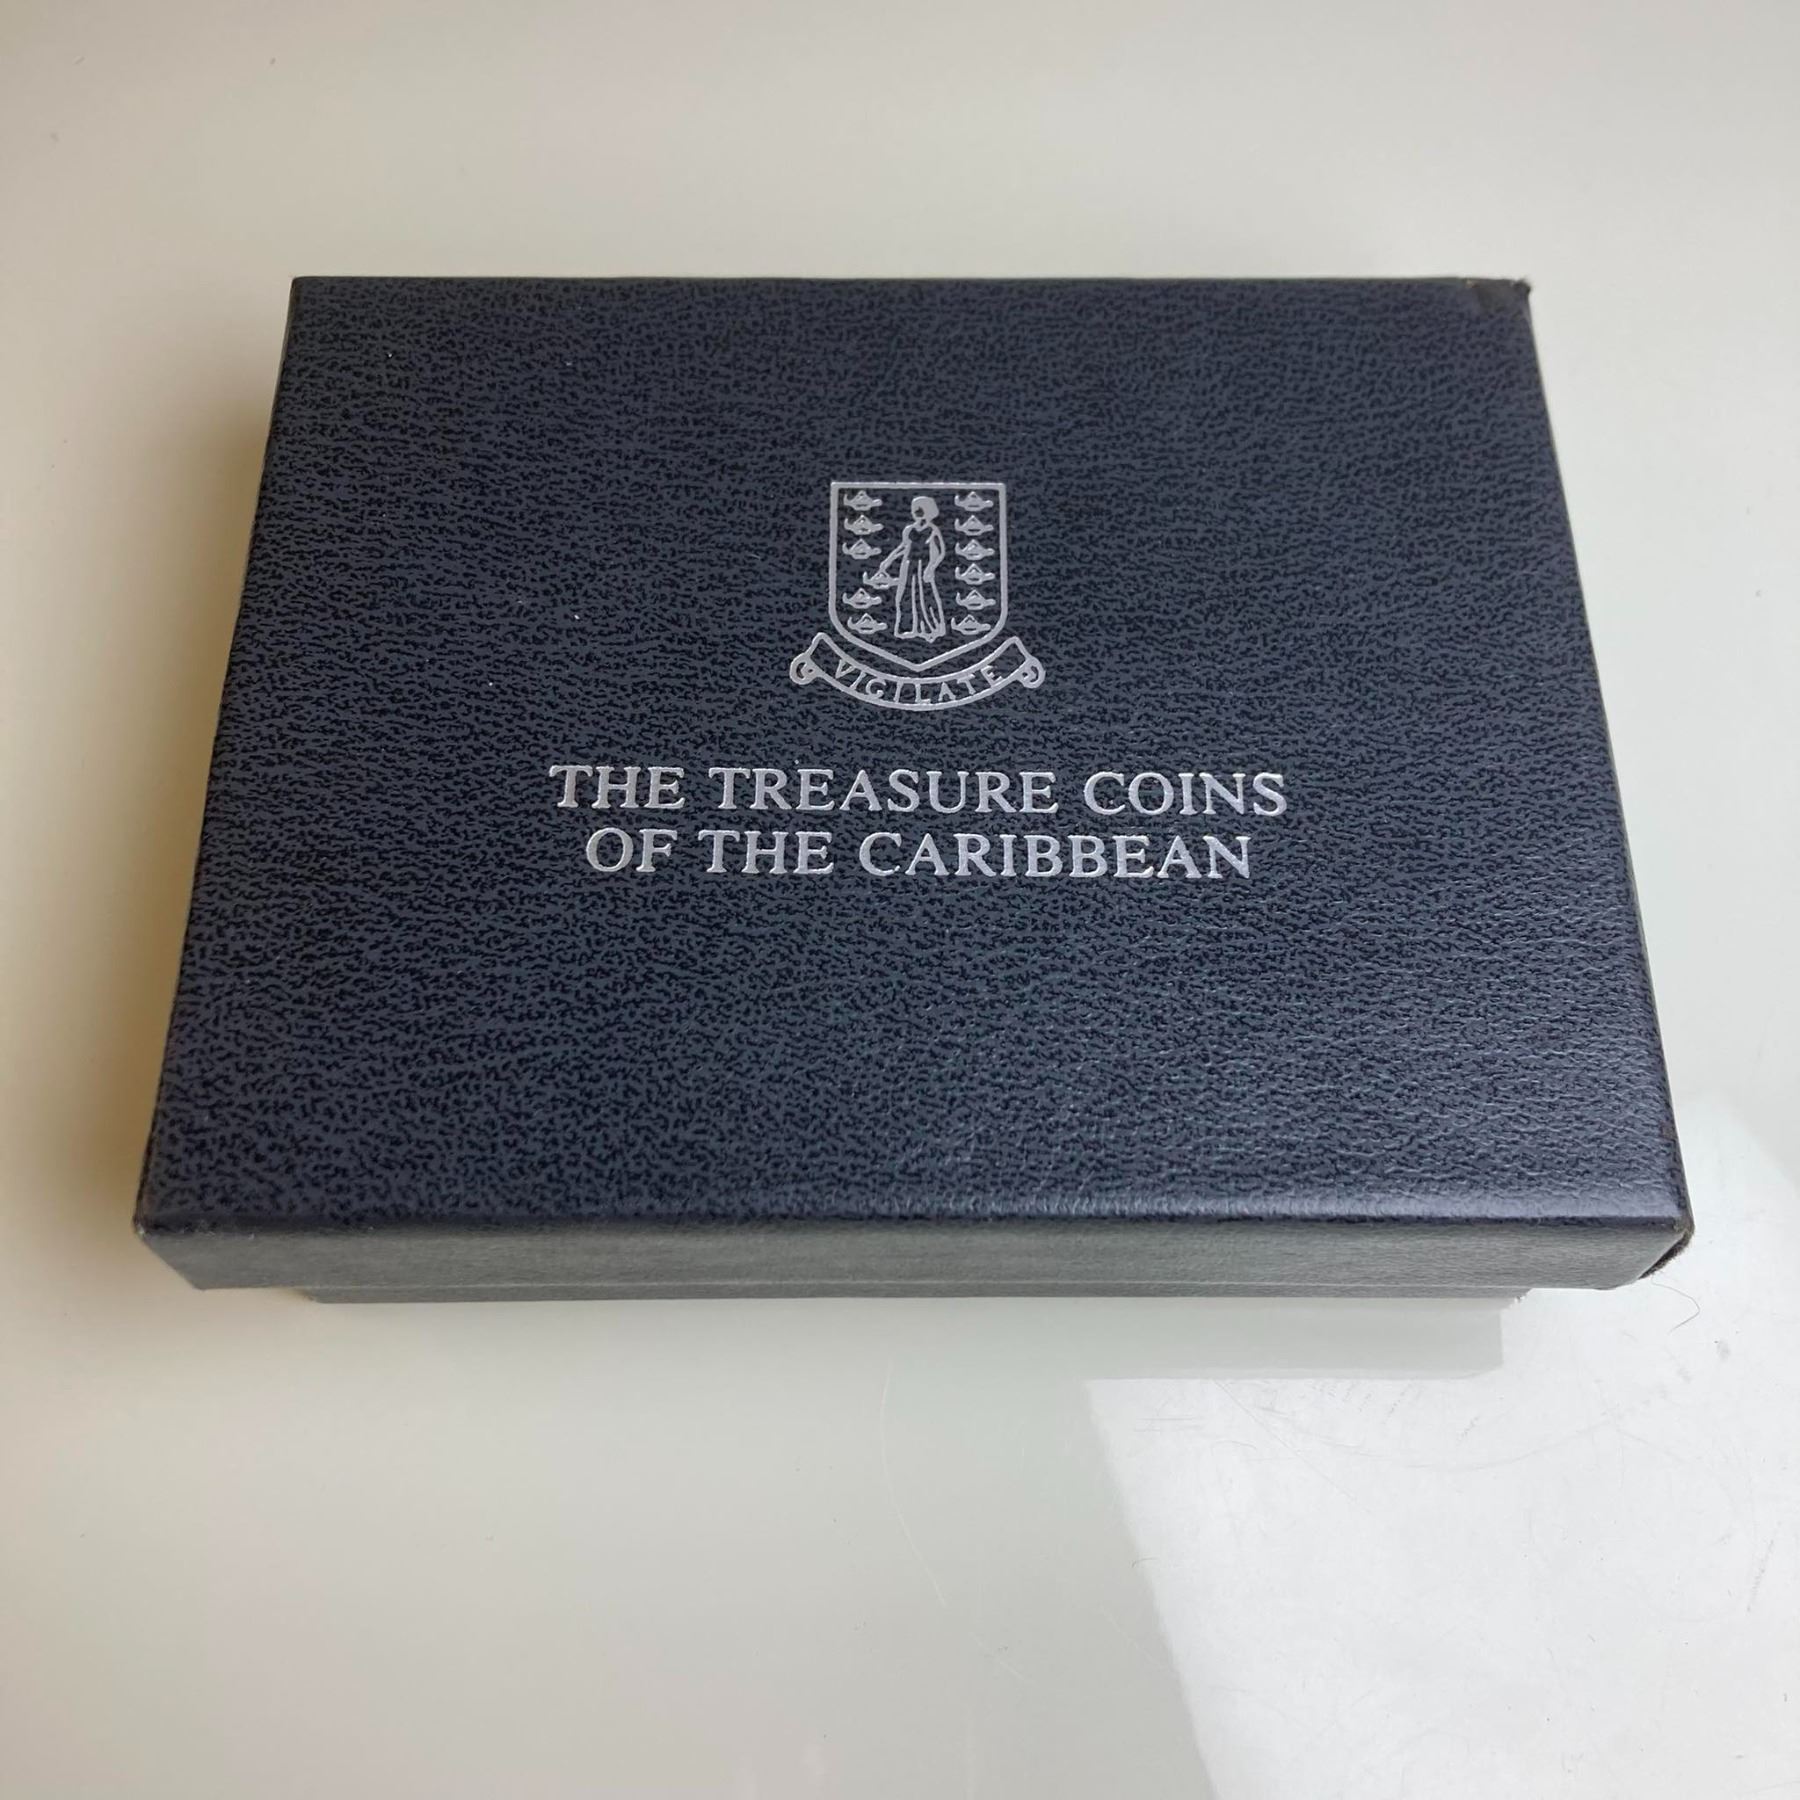 VIGILATE
THE TREASURE COINS
OF THE CARIBBEAN